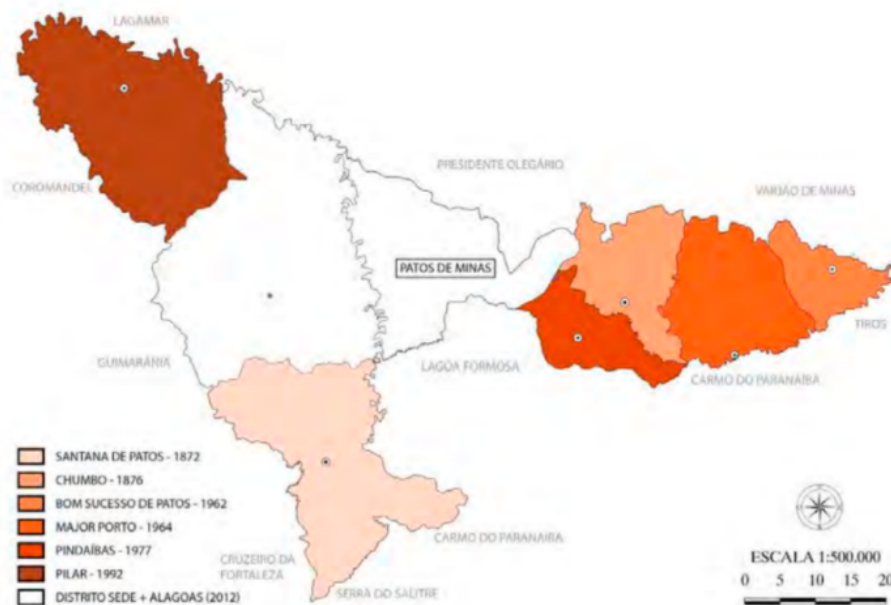 LAGAMAR
PRESIDENTE OLEGÁRIO
COROMANDEL
VARJÃO DE MINAS
PATOS DE MINAS
TIROS
GUIMARÂNIA
LAGOA FORMOSA
CARMO DO PARANAÍBA
SANTANA DE PATOS - 1872
CHUMBO - 1876
BOM SUCESSO DE PATOS - 1962
MAJOR PORTO - 1964
PINDAÍBAS - 1977
PILAR - 1992
DISTRITO SEDE + ALAGOAS (2012)
CARMO DO PARANAIBA
CRUZEIRO DA
FORTALEZA
SERRA DO SALITRE
ESCALA 1:500.000
0 5 10 15 20